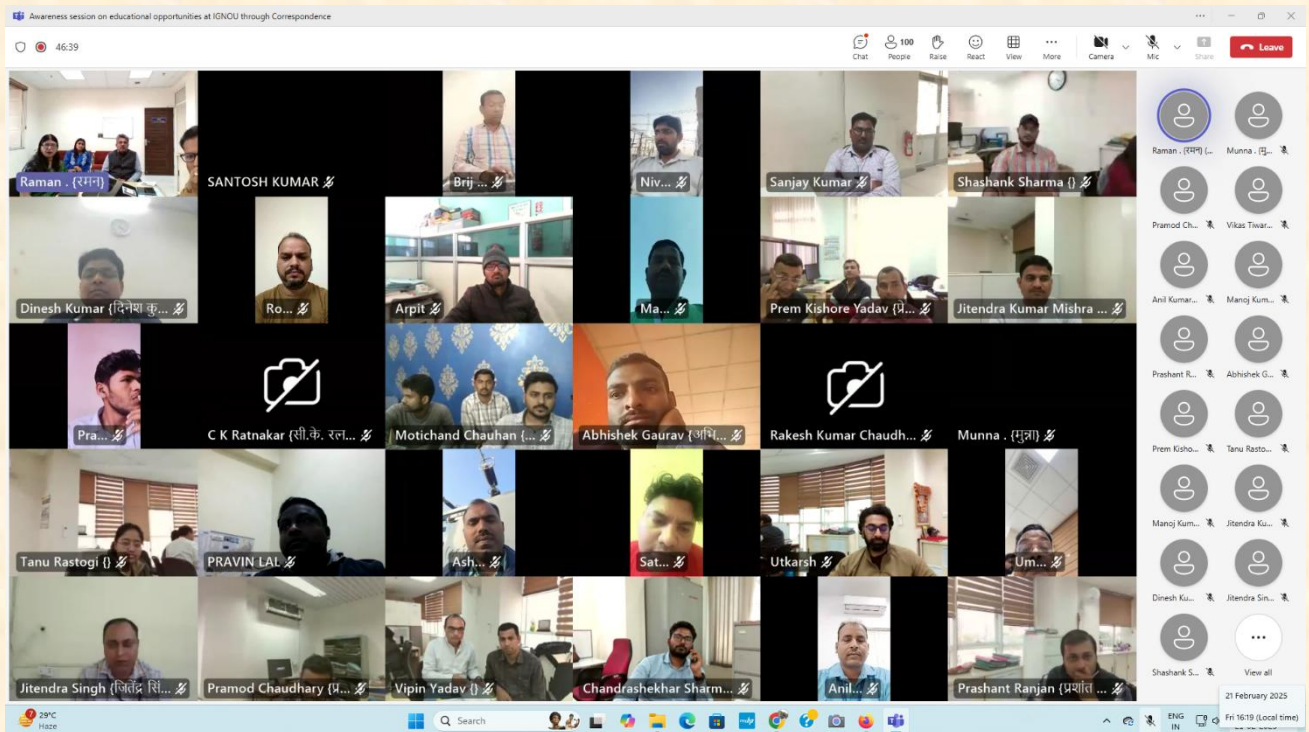 Awareness session on educational opportunities at IGNOU through Correspondence
46:39
Chat
100
People
Raise
React
View
More
Camera
Mic
Share
Leave
Raman . {रमन}
SANTOSH KUMAR
Brij ...
Niv...
Sanjay Kumar
Shashank Sharma {}
Dinesh Kumar {दिनेश कु...
Ro...
Arpit
Ma...
Prem Kishore Yadav {प्रे...
Jitendra Kumar Mishra ...
Pra...
C K Ratnakar {सी.के. रत्न...
Motichand Chauhan {...
Abhishek Gaurav {अभि...
Rakesh Kumar Chaudh...
Munna . {मुन्ना}
Tanu Rastogi {}
PRAVIN LAL
Ash...
Sat...
Utkarsh
Um...
Jitendra Singh {जितेंद्र सिं...
Pramod Chaudhary {प्र...
Vipin Yadav {}
Chandrashekhar Sharm...
Anil...
Prashant Ranjan {प्रशांत ...
Raman . {रमन} (...
Munna . {मु...
Pramod Ch...
Vikas Tiwar...
Anil Kumar...
Manoj Kum...
Prashant R...
Abhishek G...
Prem Kisho...
Tanu Rasto...
Manoj Kum...
Jitendra Ku...
Dinesh Ku...
Jitendra Sin...
Shashank S...
View all
21 February 2025
Fri 16:19 (Local time)
29°C
Haze
Search
ENG
IN